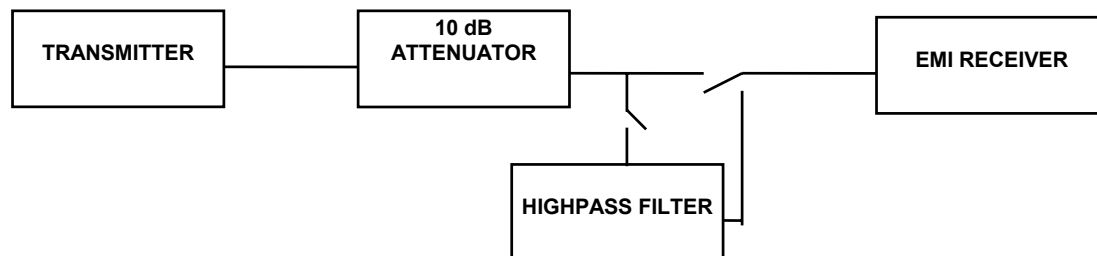 TRANSMITTER
10 dB
ATTENUATOR
EMI RECEIVER
HIGHPASS FILTER